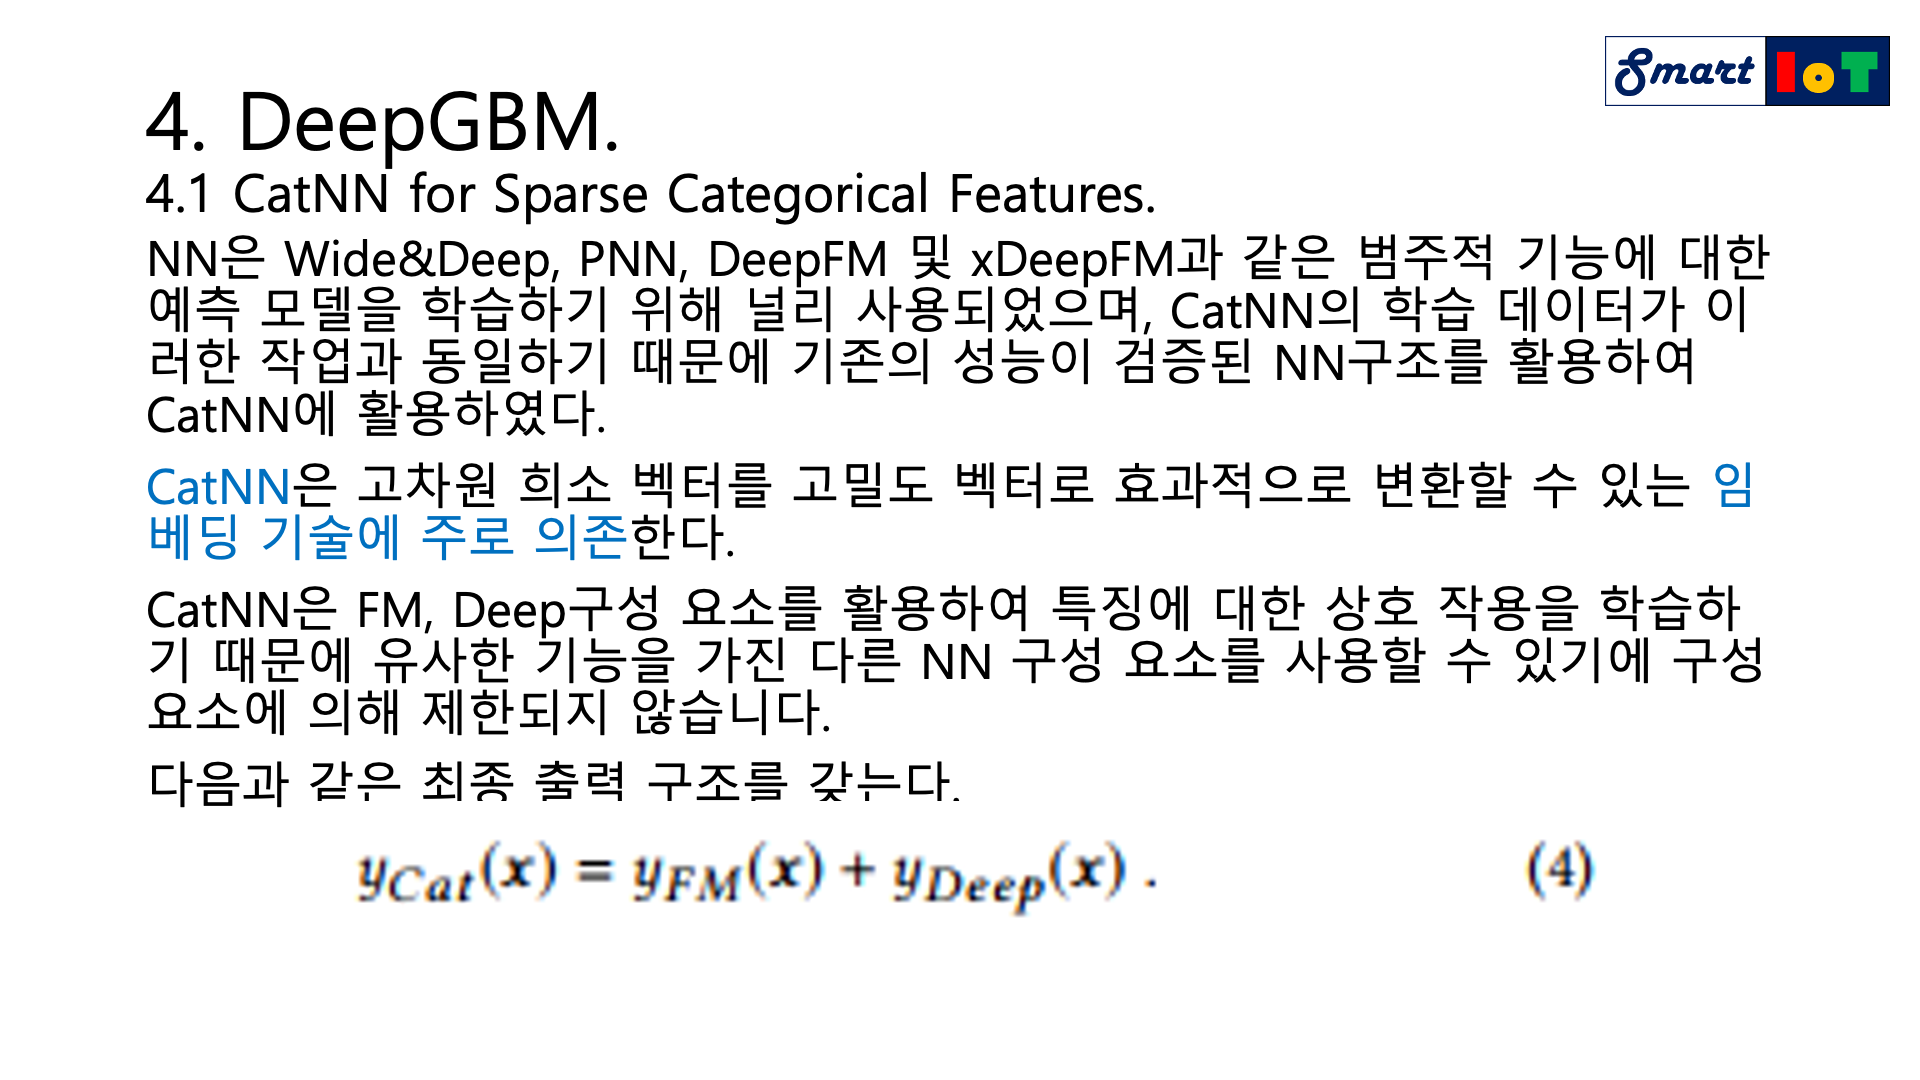 Smart IoT
4. DeepGBM.
4.1 CatNN for Sparse Categorical Features.
NN은 Wide&Deep, PNN, DeepFM 및 xDeepFM과 같은 범주적 기능에 대한
예측 모델을 학습하기 위해 널리 사용되었으며, CatNN의 학습 데이터가 이
러한 작업과 동일하기 때문에 기존의 성능이 검증된 NN구조를 활용하여
CatNN에 활용하였다.
CatNN은 고차원 희소 벡터를 고밀도 벡터로 효과적으로 변환할 수 있는 임
베딩 기술에 주로 의존한다.
CatNN은 FM, Deep구성 요소를 활용하여 특징에 대한 상호 작용을 학습하
기 때문에 유사한 기능을 가진 다른 NN 구성 요소를 사용할 수 있기에 구성
요소에 의해 제한되지 않습니다.
다음과 같은 최종 출력 구조를 갖는다.
y_{Cat}(x) = y_{FM}(x) + y_{Deep}(x) . (4)